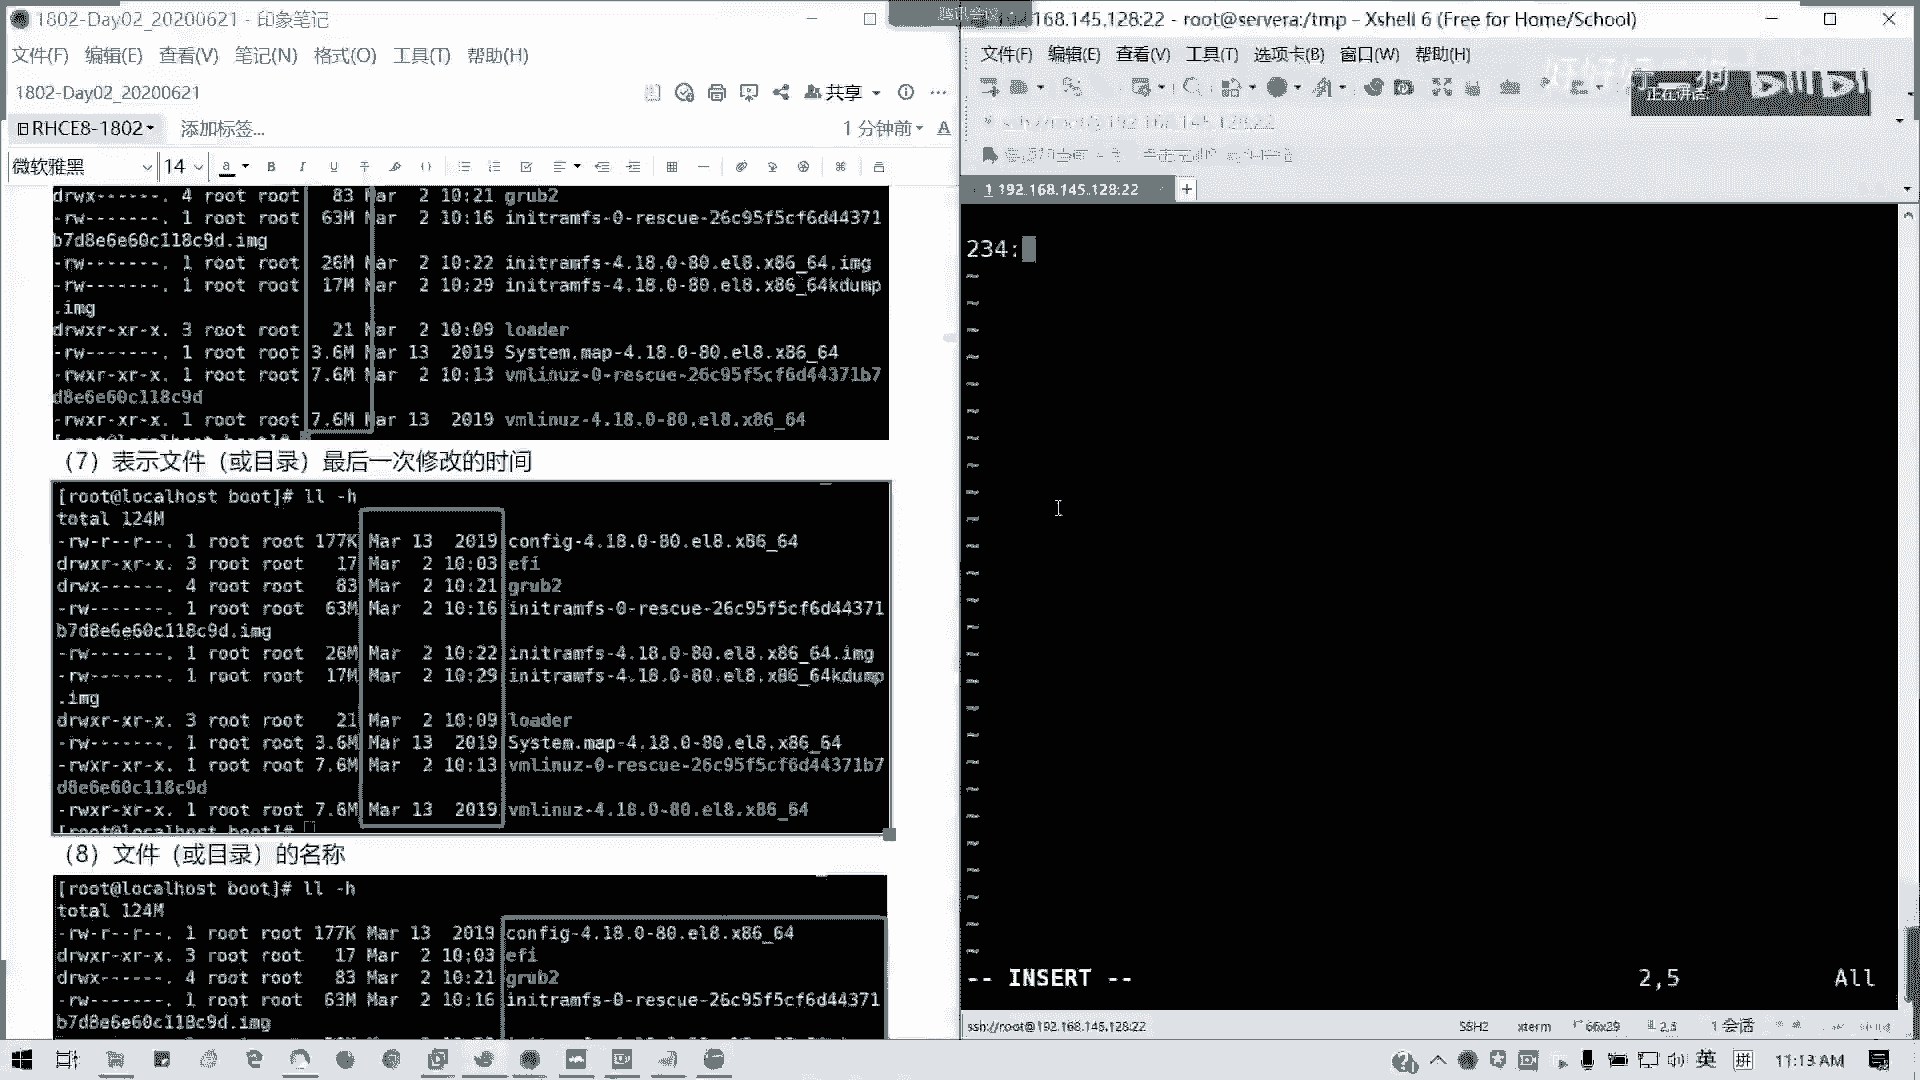 1802-Day02_20200621 - 印象笔记
文件(F) 编辑(E) 查看(V) 笔记(N) 格式(O) 工具(T) 帮助(H)
1802-Day02_20200621
共享
RHCE8-1802
添加标签...
1 分钟前
微软雅黑 14
drwx------. 4 root root 83 Mar 2 10:21 grub2
-rw-------. 1 root root 63M Mar 2 10:16 initramfs-0-rescue-26c95f5cf6d44371
b7d8e6e60c118c9d.img
-rw-------. 1 root root 26M Mar 2 10:22 initramfs-4.18.0-80.el8.x86_64.img
-rw-------. 1 root root 17M Mar 2 10:29 initramfs-4.18.0-80.el8.x86_64kdump
.img
drwxr-xr-x. 3 root root 21 Mar 2 10:09 loader
-rw-------. 1 root root 3.6M Mar 13 2019 System.map-4.18.0-80.el8.x86_64
-rwxr-xr-x. 1 root root 7.6M Mar 2 10:13 vmlinuz-0-rescue-26c95f5cf6d44371b7
d8e6e60c118c9d
-rwxr-xr-x. 1 root root 7.6M Mar 13 2019 vmlinuz-4.18.0-80.el8.x86_64
（7）表示文件（或目录）最后一次修改的时间
[root@localhost boot]# ll -h
total 124M
-rw-r--r--. 1 root root 177K Mar 13 2019 config-4.18.0-80.el8.x86_64
drwxr-xr-x. 3 root root 17 Mar 2 10:03 efi
drwx------. 4 root root 83 Mar 2 10:21 grub2
-rw-------. 1 root root 63M Mar 2 10:16 initramfs-0-rescue-26c95f5cf6d44371
b7d8e6e60c118c9d.img
-rw-------. 1 root root 26M Mar 2 10:22 initramfs-4.18.0-80.el8.x86_64.img
-rw-------. 1 root root 17M Mar 2 10:29 initramfs-4.18.0-80.el8.x86_64kdump
.img
drwxr-xr-x. 3 root root 21 Mar 2 10:09 loader
-rw-------. 1 root root 3.6M Mar 13 2019 System.map-4.18.0-80.el8.x86_64
-rwxr-xr-x. 1 root root 7.6M Mar 2 10:13 vmlinuz-0-rescue-26c95f5cf6d44371b7
d8e6e60c118c9d
-rwxr-xr-x. 1 root root 7.6M Mar 13 2019 vmlinuz-4.18.0-80.el8.x86_64
[root@localhost boot]#
（8）文件（或目录）的名称
[root@localhost boot]# ll -h
total 124M
-rw-r--r--. 1 root root 177K Mar 13 2019 config-4.18.0-80.el8.x86_64
drwxr-xr-x. 3 root root 17 Mar 2 10:03 efi
drwx------. 4 root root 83 Mar 2 10:21 grub2
-rw-------. 1 root root 63M Mar 2 10:16 initramfs-0-rescue-26c95f5cf6d44371
b7d8e6e60c118c9d.img
腾讯会议
168.145.128:22 - root@servera:/tmp - Xshell 6 (Free for Home/School)
文件(F) 编辑(E) 查看(V) 工具(T) 选项卡(B) 窗口(W) 帮助(H)
正在讲话:
bilibili
1 192.168.145.128:22
234:
-- INSERT -- 2,5 All
ssh://root@192.168.145.128:22 SSH2 xterm 66x29 2,5 1 会话
英 拼 11:13 AM